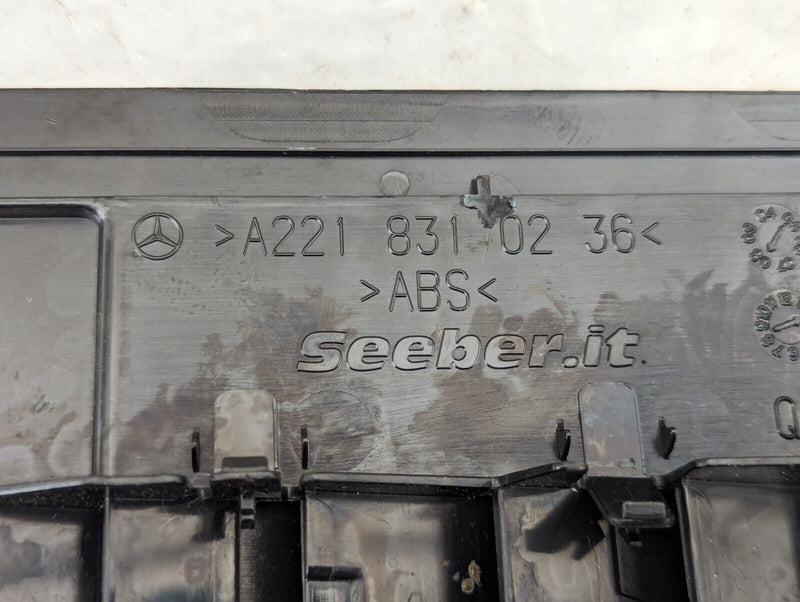 >A221 831 02 36<
>ABS<
Seeber.it
Q